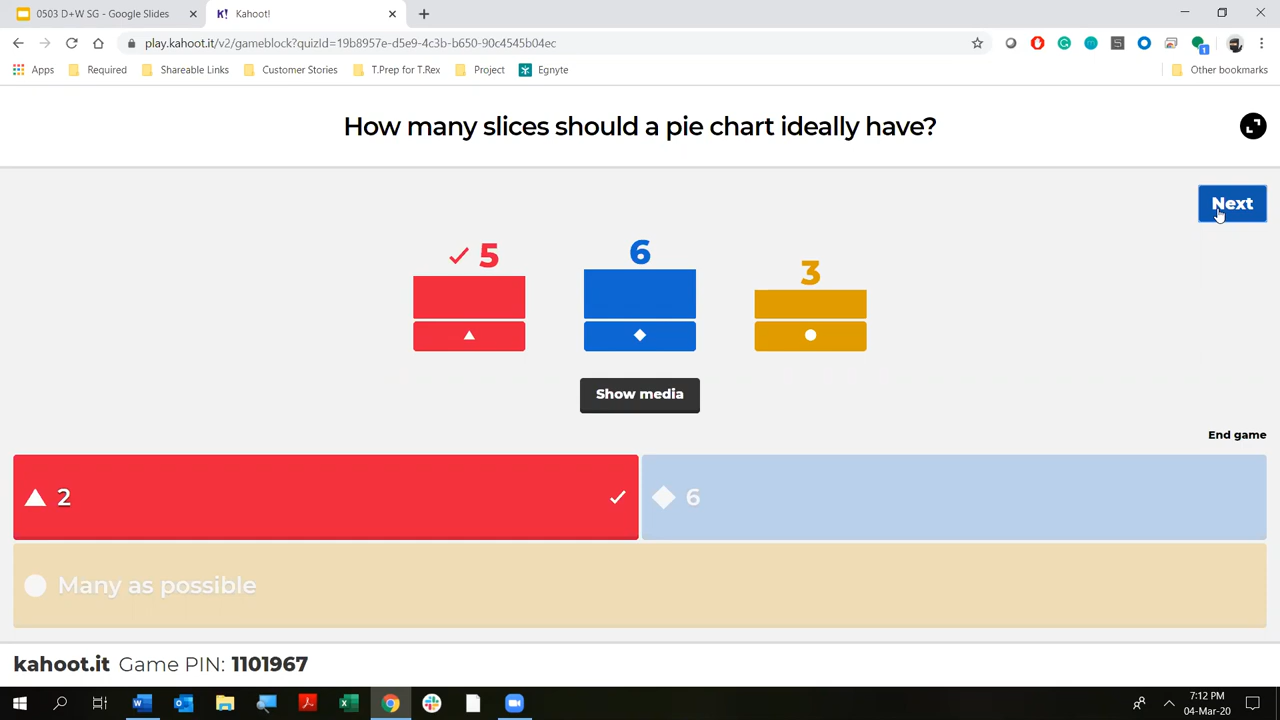 0503 D+W SG - Google Slides
K! Kahoot!
play.kahoot.it/v2/gameblock?quizId=19b8957e-d5e9-4c3b-b650-90c4545b04ec
Apps Required Shareable Links Customer Stories T.Prep for T.Rex Project Egnyte Other bookmarks
How many slices should a pie chart ideally have?
Next
5 6 3
Show media
End game
2
6
Many as possible
kahoot.it Game PIN: 1101967
7:12 PM
04-Mar-20